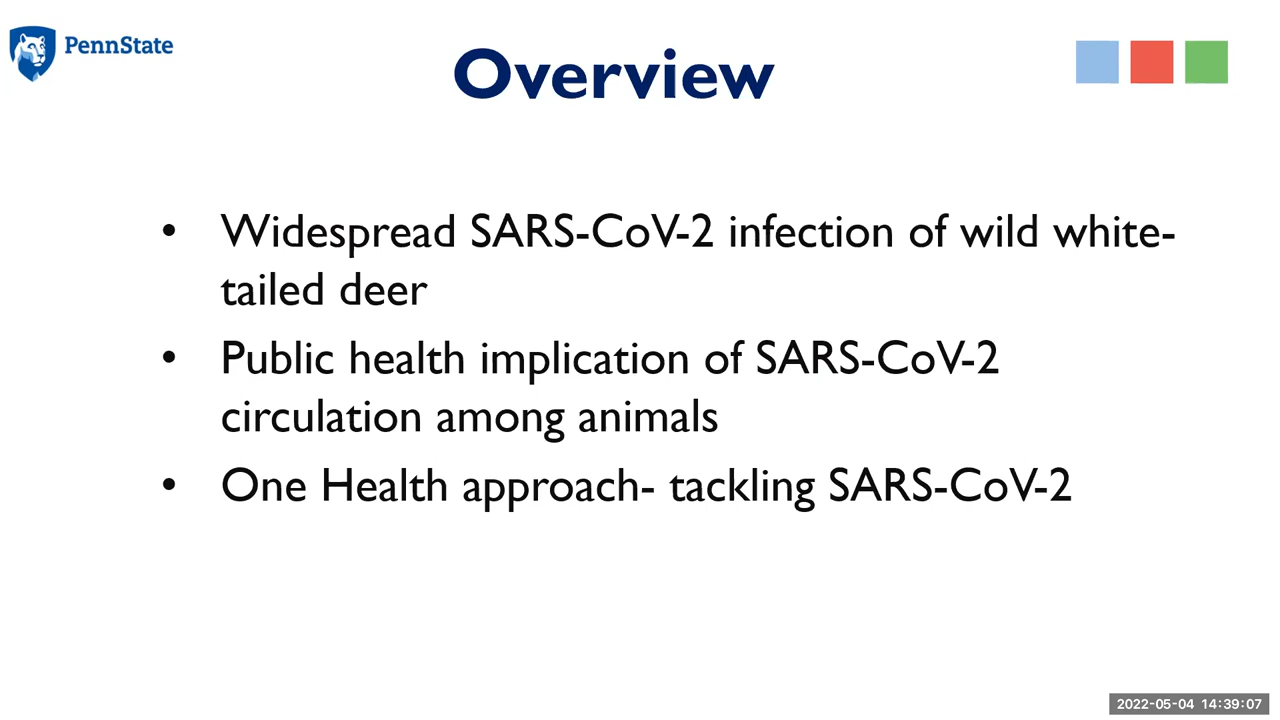 PennState
Overview
• Widespread SARS-CoV-2 infection of wild white-
tailed deer
• Public health implication of SARS-CoV-2
circulation among animals
• One Health approach- tackling SARS-CoV-2
2022-05-04 14:39:07